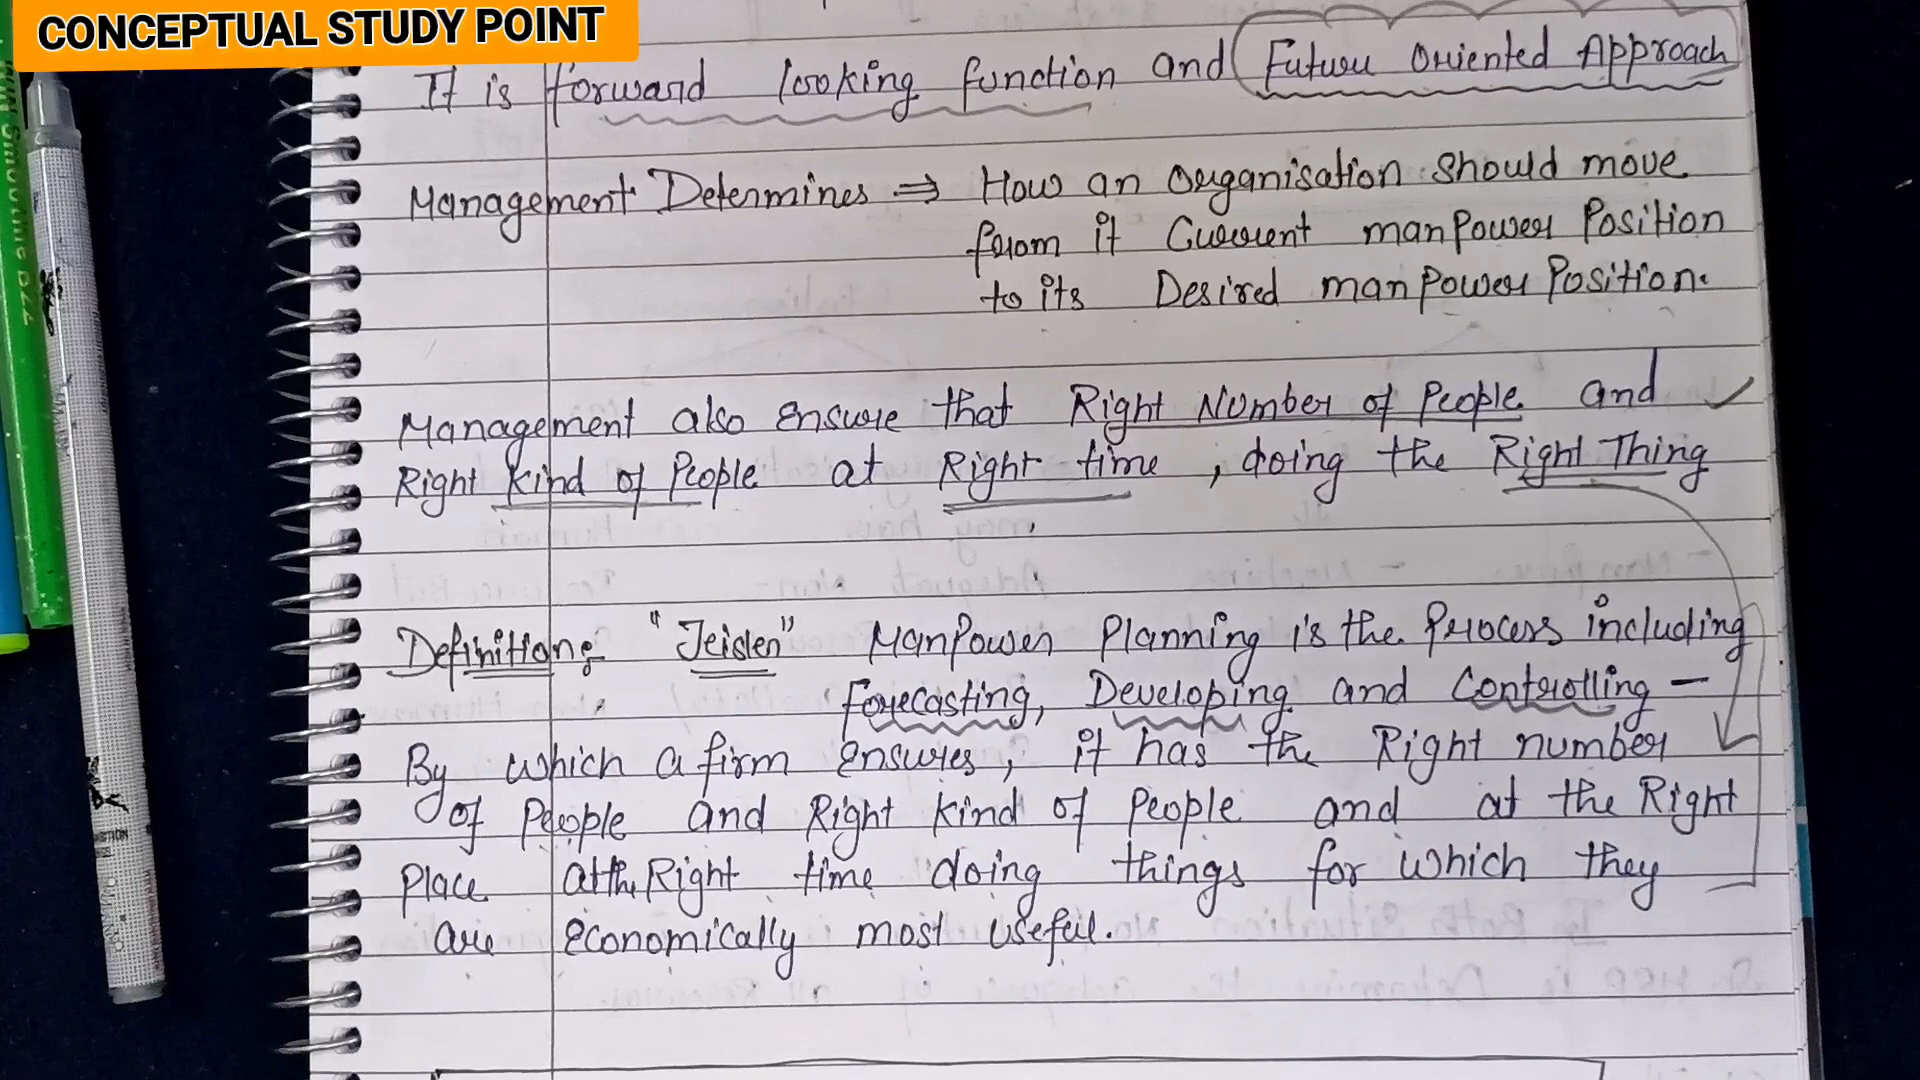 CONCEPTUAL STUDY POINT
It is forward looking function and Future Oriented Approach
Management Determines ⇒ How an Organisation should move
from it Current manpower Position
to its Desired manpower Position.
Management also ensure that Right Number of People and ✓
Right kind of People at Right time, doing the Right Thing
Definition: "Jeislen" ManPower Planning is the Process including
forecasting, Developing and Controlling –
By which a firm ensures, it has the Right number
of People and Right kind of People and at the Right
Place at the Right time doing things for which they
are economically most useful.